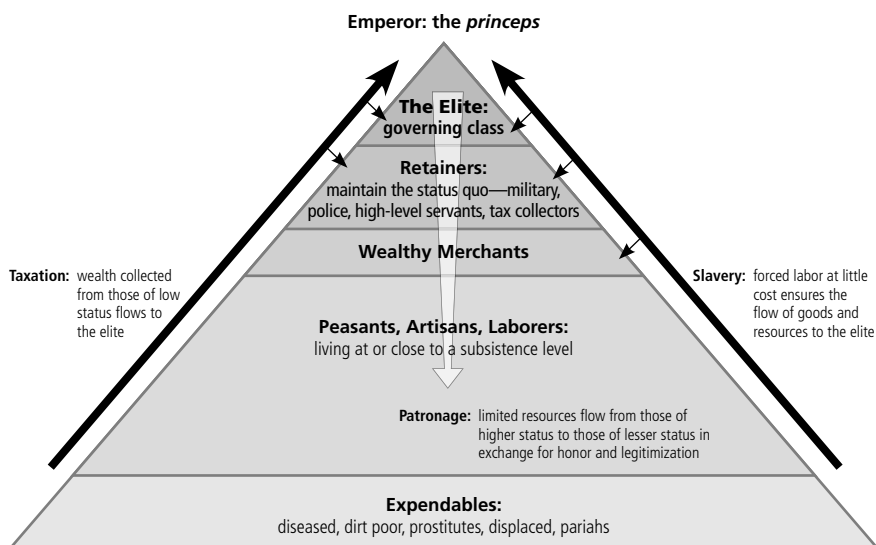 Emperor: the princeps
The Elite:
governing class
Retainers:
maintain the status quo—military,
police, high-level servants, tax collectors
Wealthy Merchants
Taxation: wealth collected
from those of low
status flows to
the elite
Slavery: forced labor at little
cost ensures the
flow of goods and
resources to the elite
Peasants, Artisans, Laborers:
living at or close to a subsistence level
Patronage: limited resources flow from those of
higher status to those of lesser status in
exchange for honor and legitimization
Expendables:
diseased, dirt poor, prostitutes, displaced, pariahs